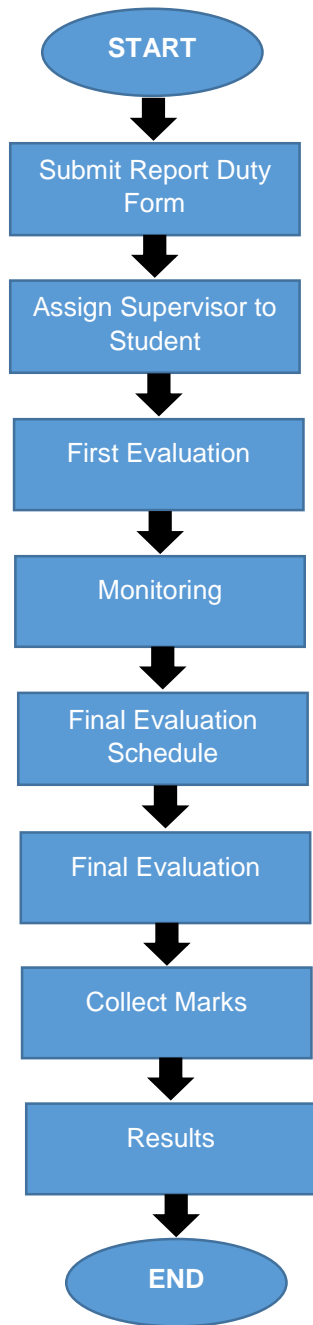 START
Submit Report Duty
Form
Assign Supervisor to
Student
First Evaluation
Monitoring
Final Evaluation
Schedule
Final Evaluation
Collect Marks
Results
END